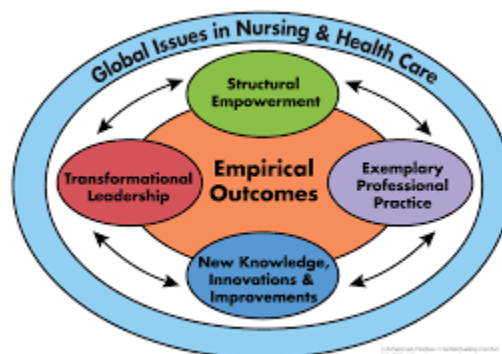 Global Issues in Nursing & Health Care
Structural
Empowerment
Transformational
Leadership
Empirical
Outcomes
Exemplary
Professional
Practice
New Knowledge,
Innovations &
Improvements